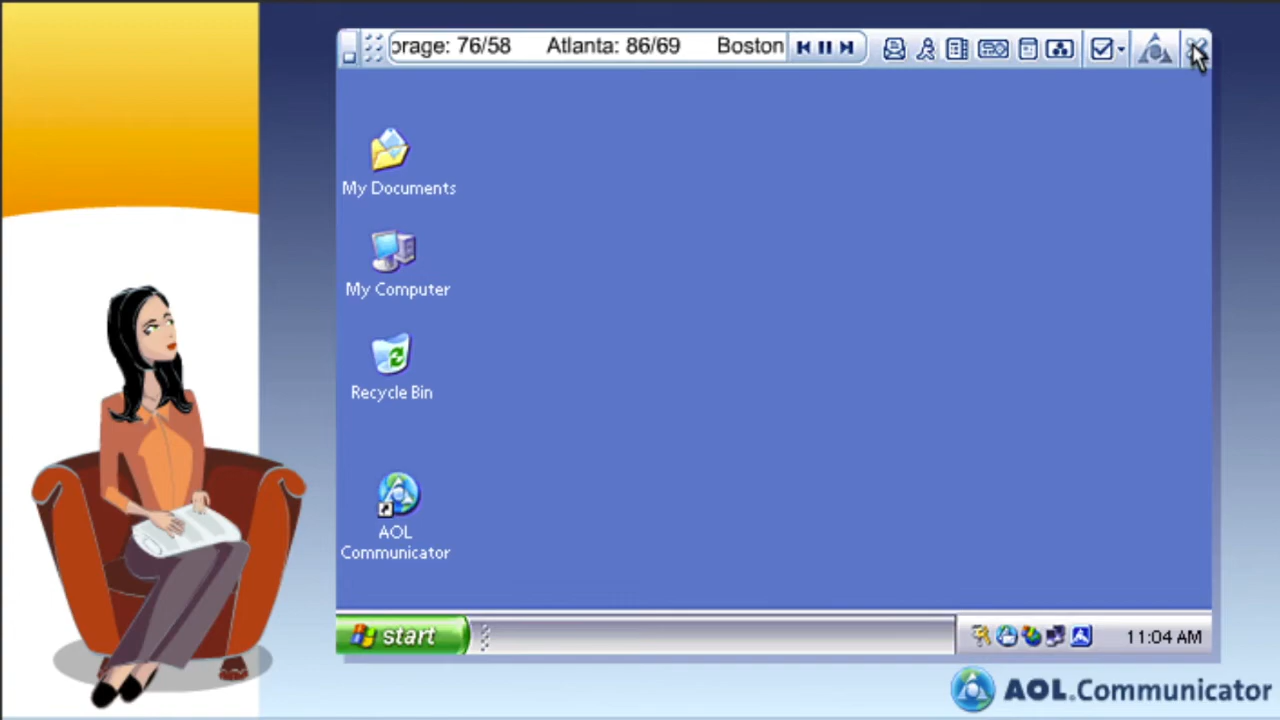 orage: 76/58 Atlanta: 86/69 Boston
My Documents
My Computer
Recycle Bin
AOL
Communicator
start
11:04 AM
AOL.Communicator